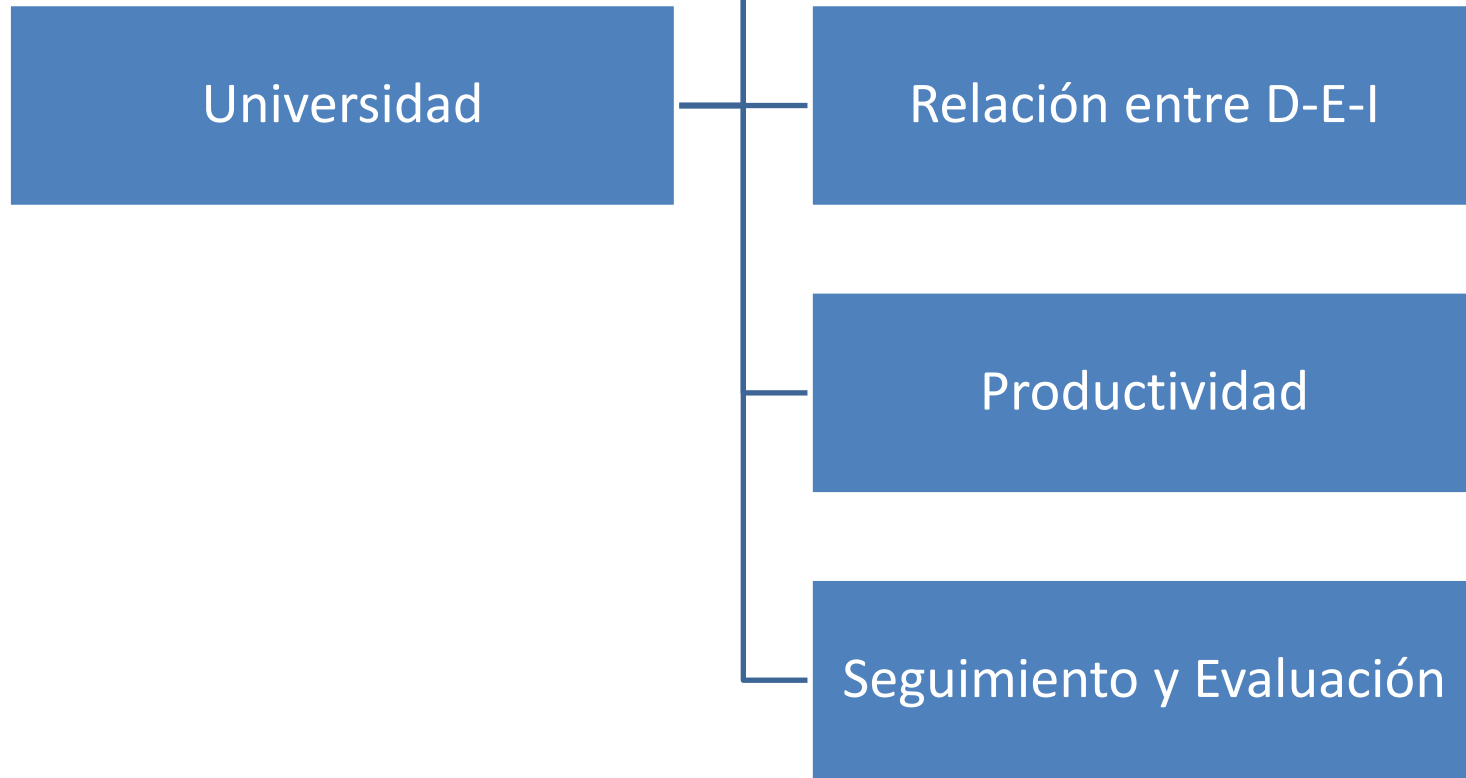 Universidad
Relación entre D-E-I
Productividad
Seguimiento y Evaluación